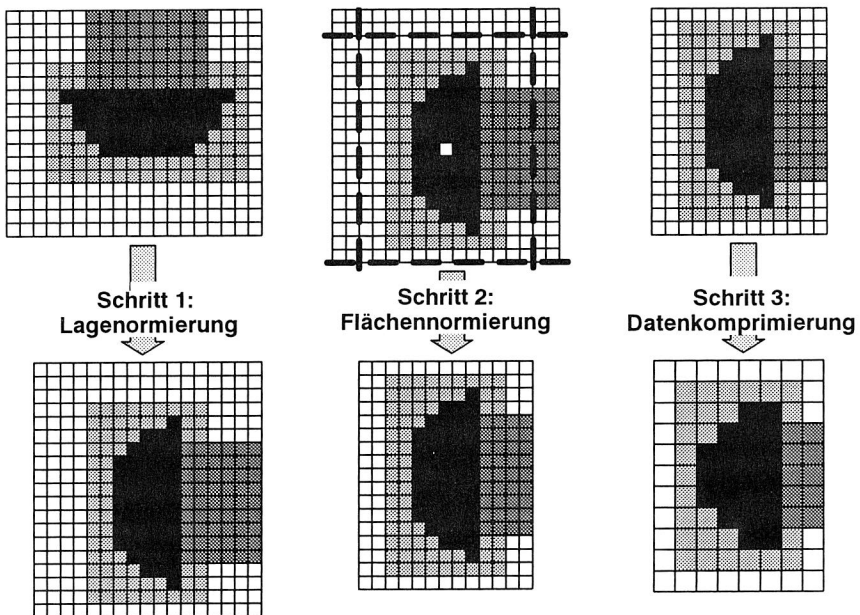 Schritt 1:
Lagenormierung
Schritt 2:
Flächennormierung
Schritt 3:
Datenkomprimierung